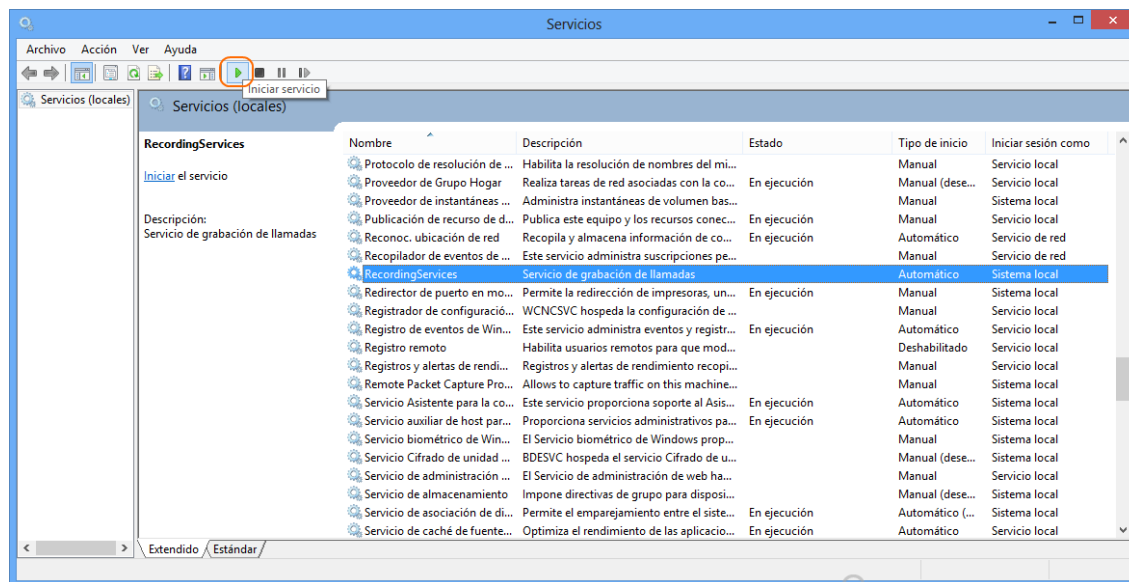 Servicios
Archivo Acción Ver Ayuda
Iniciar servicio
Servicios (locales)
Servicios (locales)
RecordingServices
Iniciar el servicio
Descripción:
Servicio de grabación de llamadas
Nombre Descripción Estado Tipo de inicio Iniciar sesión como
Protocolo de resolución de ... Habilita la resolución de nombres del mi... Manual Servicio local
Proveedor de Grupo Hogar Realiza tareas de red asociadas con la co... En ejecución Manual (dese... Servicio local
Proveedor de instantáneas ... Administra instantáneas de volumen bas... Manual Sistema local
Publicación de recurso de d... Publica este equipo y los recursos conec... En ejecución Manual Servicio local
Reconoc. ubicación de red Recopila y almacena información de co... En ejecución Automático Servicio de red
Recopilador de eventos de ... Este servicio administra suscripciones pe... Manual Servicio de red
RecordingServices Servicio de grabación de llamadas Automático Sistema local
Redirector de puerto en mo... Permite la redirección de impresoras, un... En ejecución Manual Sistema local
Registrador de configuració... WCNCSVC hospeda la configuración de ... Manual Servicio local
Registro de eventos de Win... Este servicio administra eventos y registr... En ejecución Automático Servicio local
Registro remoto Habilita usuarios remotos para que mod... Deshabilitado Servicio local
Registros y alertas de rendi... Registros y alertas de rendimiento recopi... Manual Servicio local
Remote Packet Capture Pro... Allows to capture traffic on this machine... Manual Sistema local
Servicio Asistente para la co... Este servicio proporciona soporte al Asis... En ejecución Automático Sistema local
Servicio auxiliar de host par... Proporciona servicios administrativos pa... En ejecución Automático Sistema local
Servicio biométrico de Win... El Servicio biométrico de Windows prop... Manual Sistema local
Servicio Cifrado de unidad ... BDESVC hospeda el servicio Cifrado de u... Manual (dese... Sistema local
Servicio de administración ... El Servicio de administración de web ha... Manual Servicio local
Servicio de almacenamiento Impone directivas de grupo para disposi... Manual (dese... Sistema local
Servicio de asociación de di... Permite el emparejamiento entre el siste... En ejecución Automático (... Sistema local
Servicio de caché de fuente... Optimiza el rendimiento de las aplicacio... En ejecución Automático Servicio local
Extendido Estándar